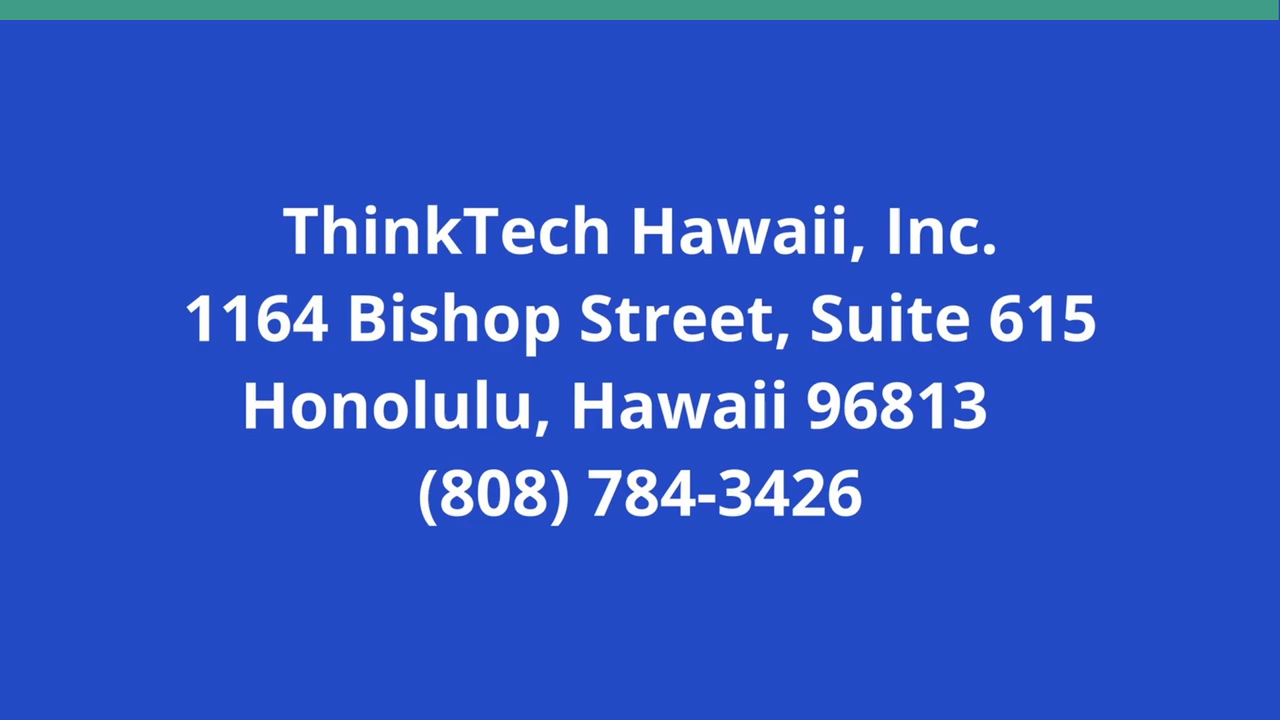 ThinkTech Hawaii, Inc.
1164 Bishop Street, Suite 615
Honolulu, Hawaii 96813
(808) 784-3426